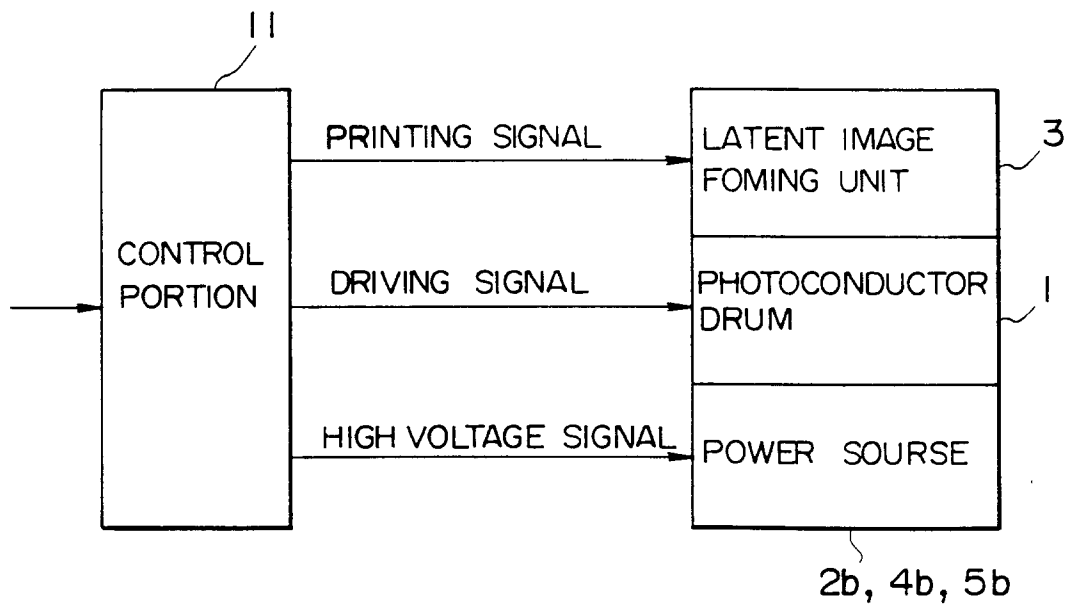 11
PRINTING SIGNAL
LATENT IMAGE
FOMING UNIT
3
CONTROL
PORTION
DRIVING SIGNAL
PHOTOCONDUCTOR
DRUM
1
HIGH VOLTAGE SIGNAL
POWER SOURSE
2b, 4b, 5b